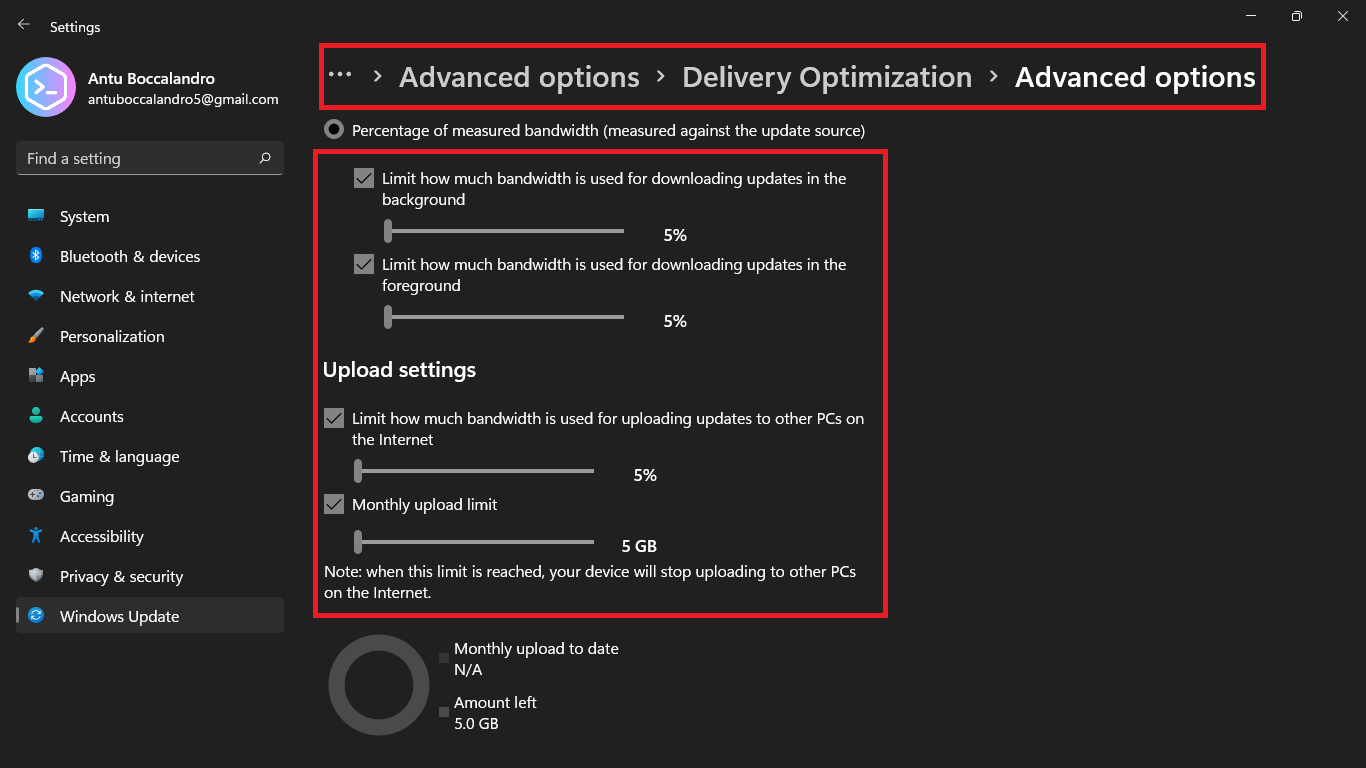 Settings
Antu Boccalandro
antuboccalandro5@gmail.com
Find a setting
System
Bluetooth & devices
Network & internet
Personalization
Apps
Accounts
Time & language
Gaming
Accessibility
Privacy & security
Windows Update
... > Advanced options > Delivery Optimization > Advanced options
Percentage of measured bandwidth (measured against the update source)
Limit how much bandwidth is used for downloading updates in the
background
5%
Limit how much bandwidth is used for downloading updates in the
foreground
5%
Upload settings
Limit how much bandwidth is used for uploading updates to other PCs on
the Internet
5%
Monthly upload limit
5 GB
Note: when this limit is reached, your device will stop uploading to other PCs
on the Internet.
Monthly upload to date
N/A
Amount left
5.0 GB